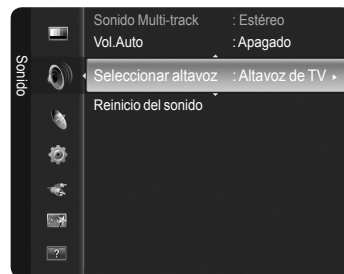 Sonido
Sonido Multi-track : Estéreo
Vol.Auto : Apagado
Seleccionar altavoz : Altavoz de TV
Reinicio del sonido
?